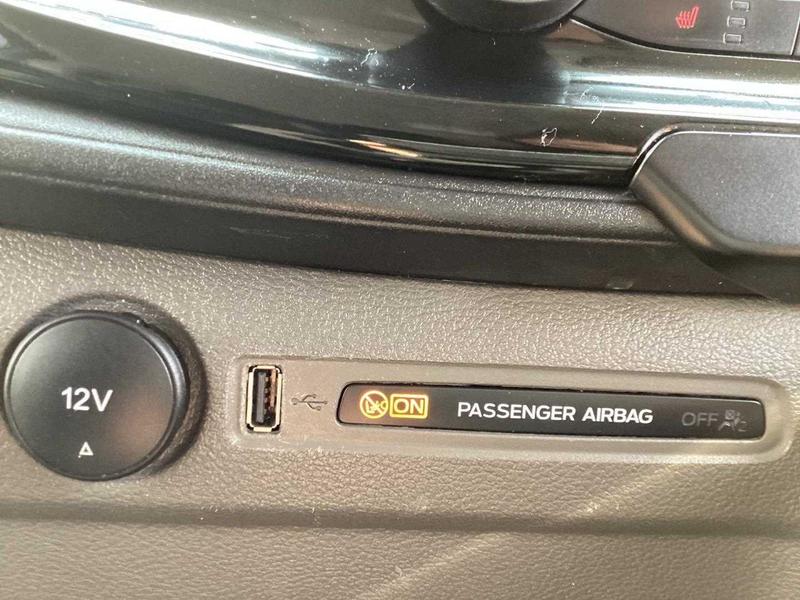 12V
ON PASSENGER AIRBAG OFF